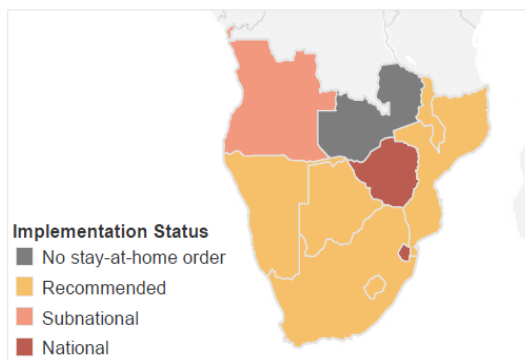 Implementation Status
No stay-at-home order
Recommended
Subnational
National